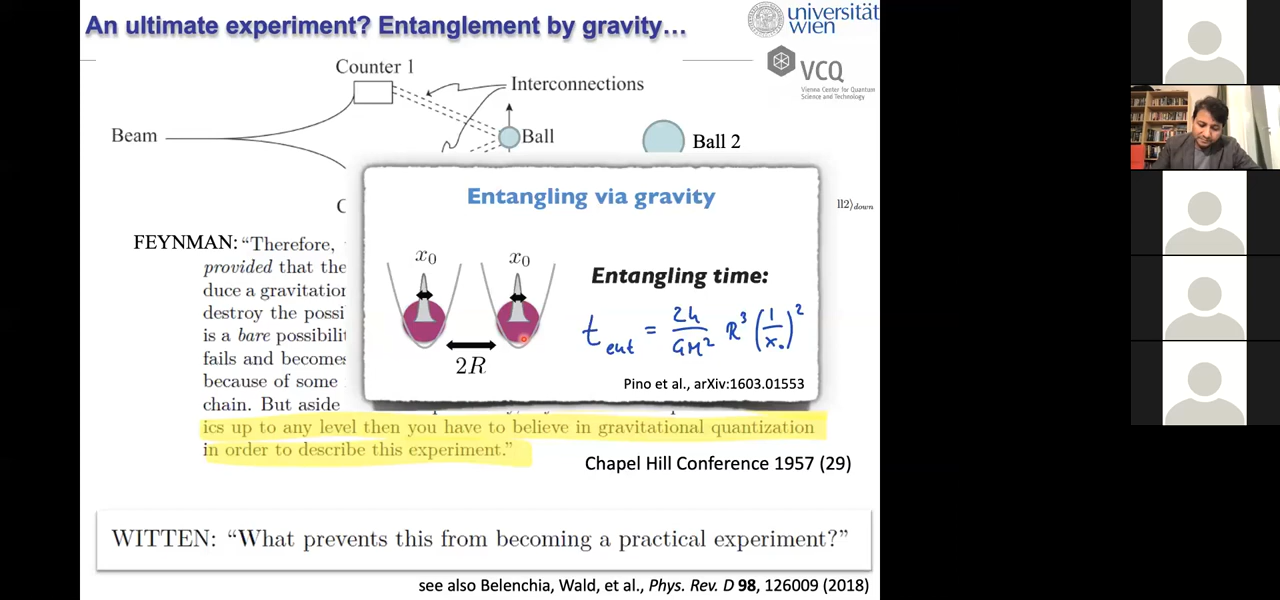 An ultimate experiment? Entanglement by gravity…
universität
wien
VCQ
Vienna Center for Quantum
Science and Technology
Counter 1
Interconnections
Beam
Ball
Ball 2
C
ll2⟩down
FEYNMAN: “Therefore,
provided that the
duce a gravitation
destroy the possi
is a bare possibilit
fails and becomes
because of some
chain. But aside
ics up to any level then you have to believe in gravitational quantization
in order to describe this experiment.”
Entangling via gravity
x₀ x₀
2R
Entangling time:
t_ent = 2ħ/GM² R³ (1/x₀)²
Pino et al., arXiv:1603.01553
Chapel Hill Conference 1957 (29)
WITTEN: “What prevents this from becoming a practical experiment?”
see also Belenchia, Wald, et al., Phys. Rev. D 98, 126009 (2018)